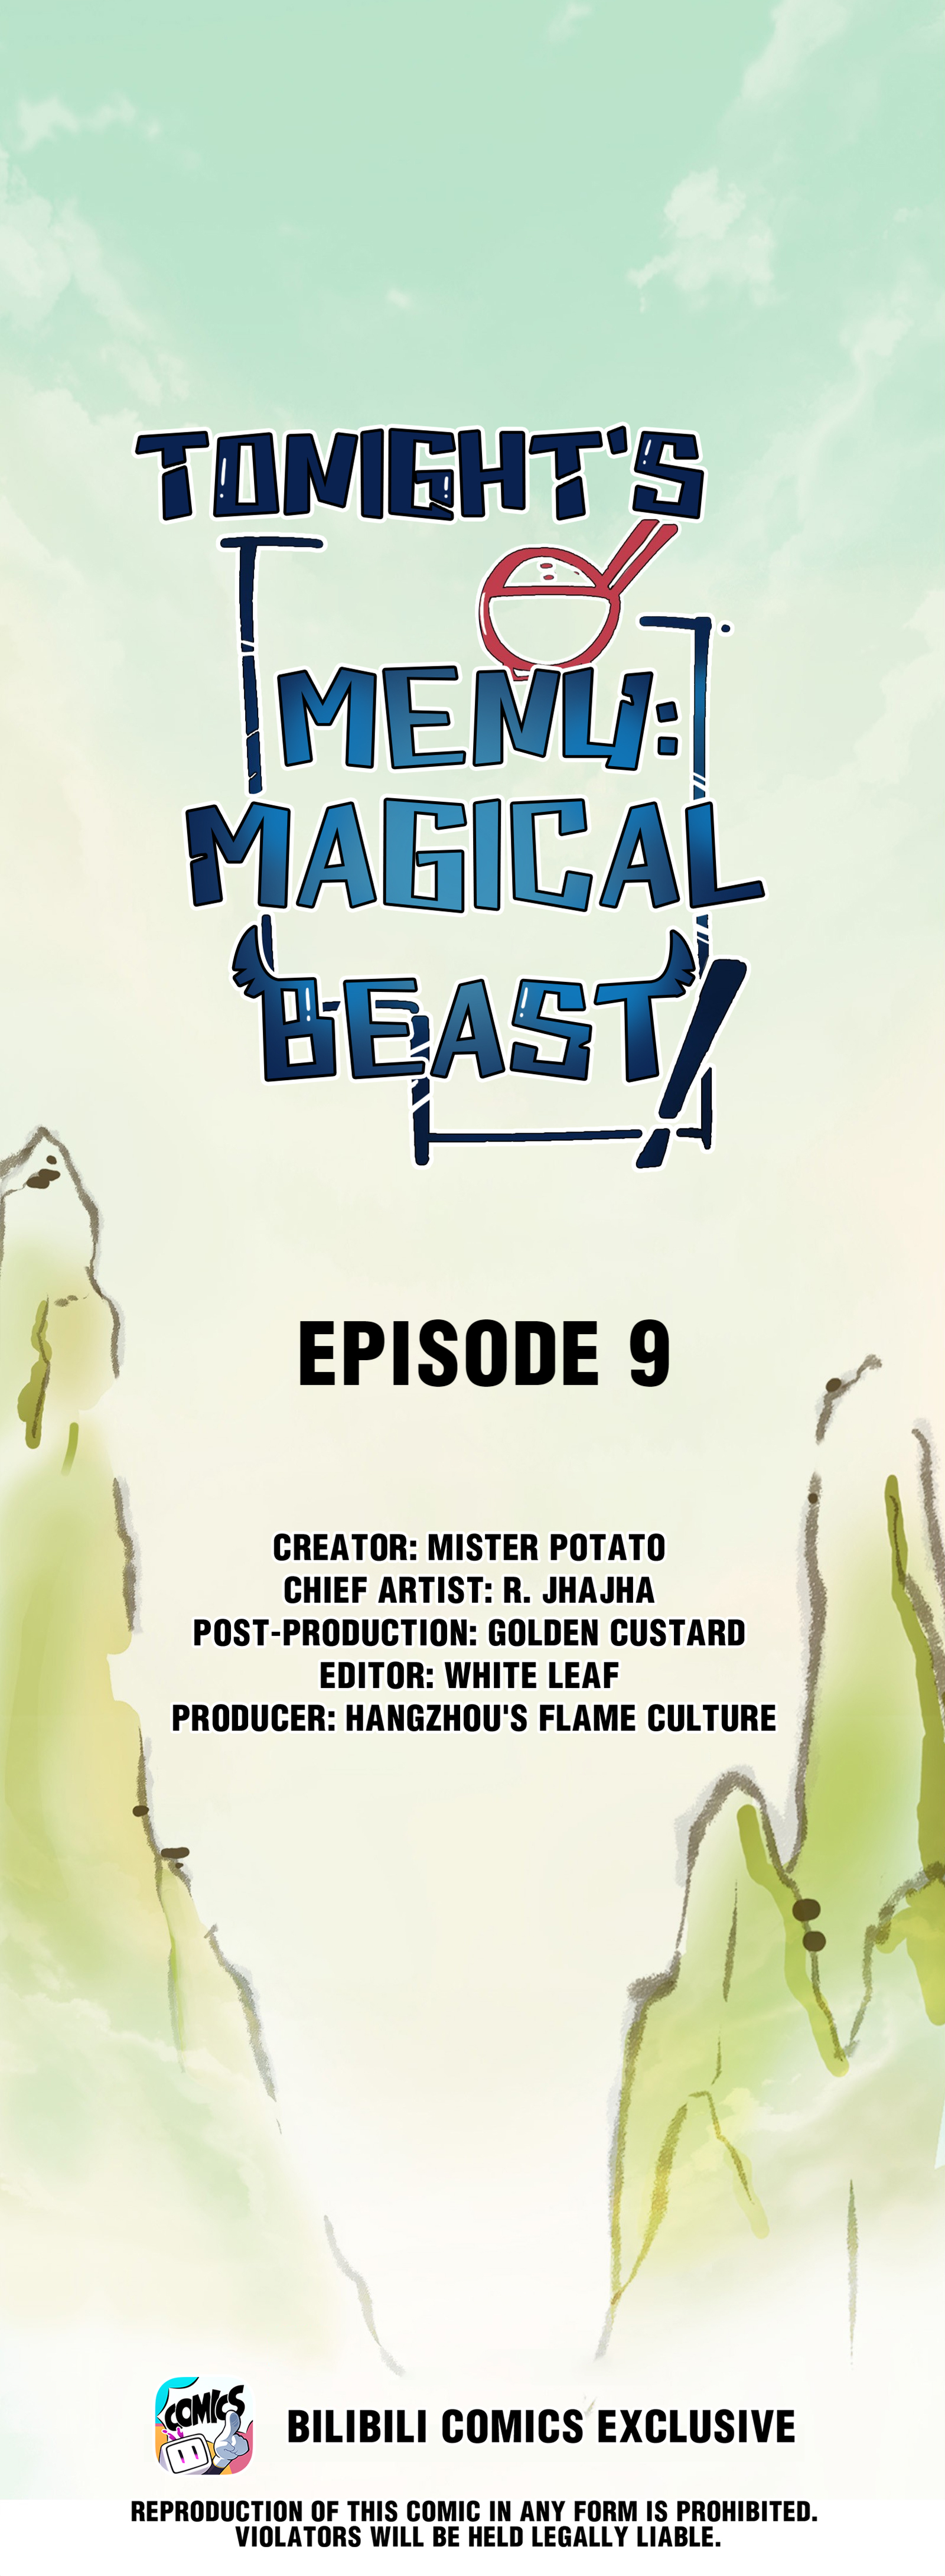 TONIGHT'S
MENU:
MAGICAL
BEAST!
EPISODE 9
CREATOR: MISTER POTATO
CHIEF ARTIST: R. JHAJHA
POST-PRODUCTION: GOLDEN CUSTARD
EDITOR: WHITE LEAF
PRODUCER: HANGZHOU'S FLAME CULTURE
COMICS
BILIBILI COMICS EXCLUSIVE
REPRODUCTION OF THIS COMIC IN ANY FORM IS PROHIBITED.
VIOLATORS WILL BE HELD LEGALLY LIABLE.